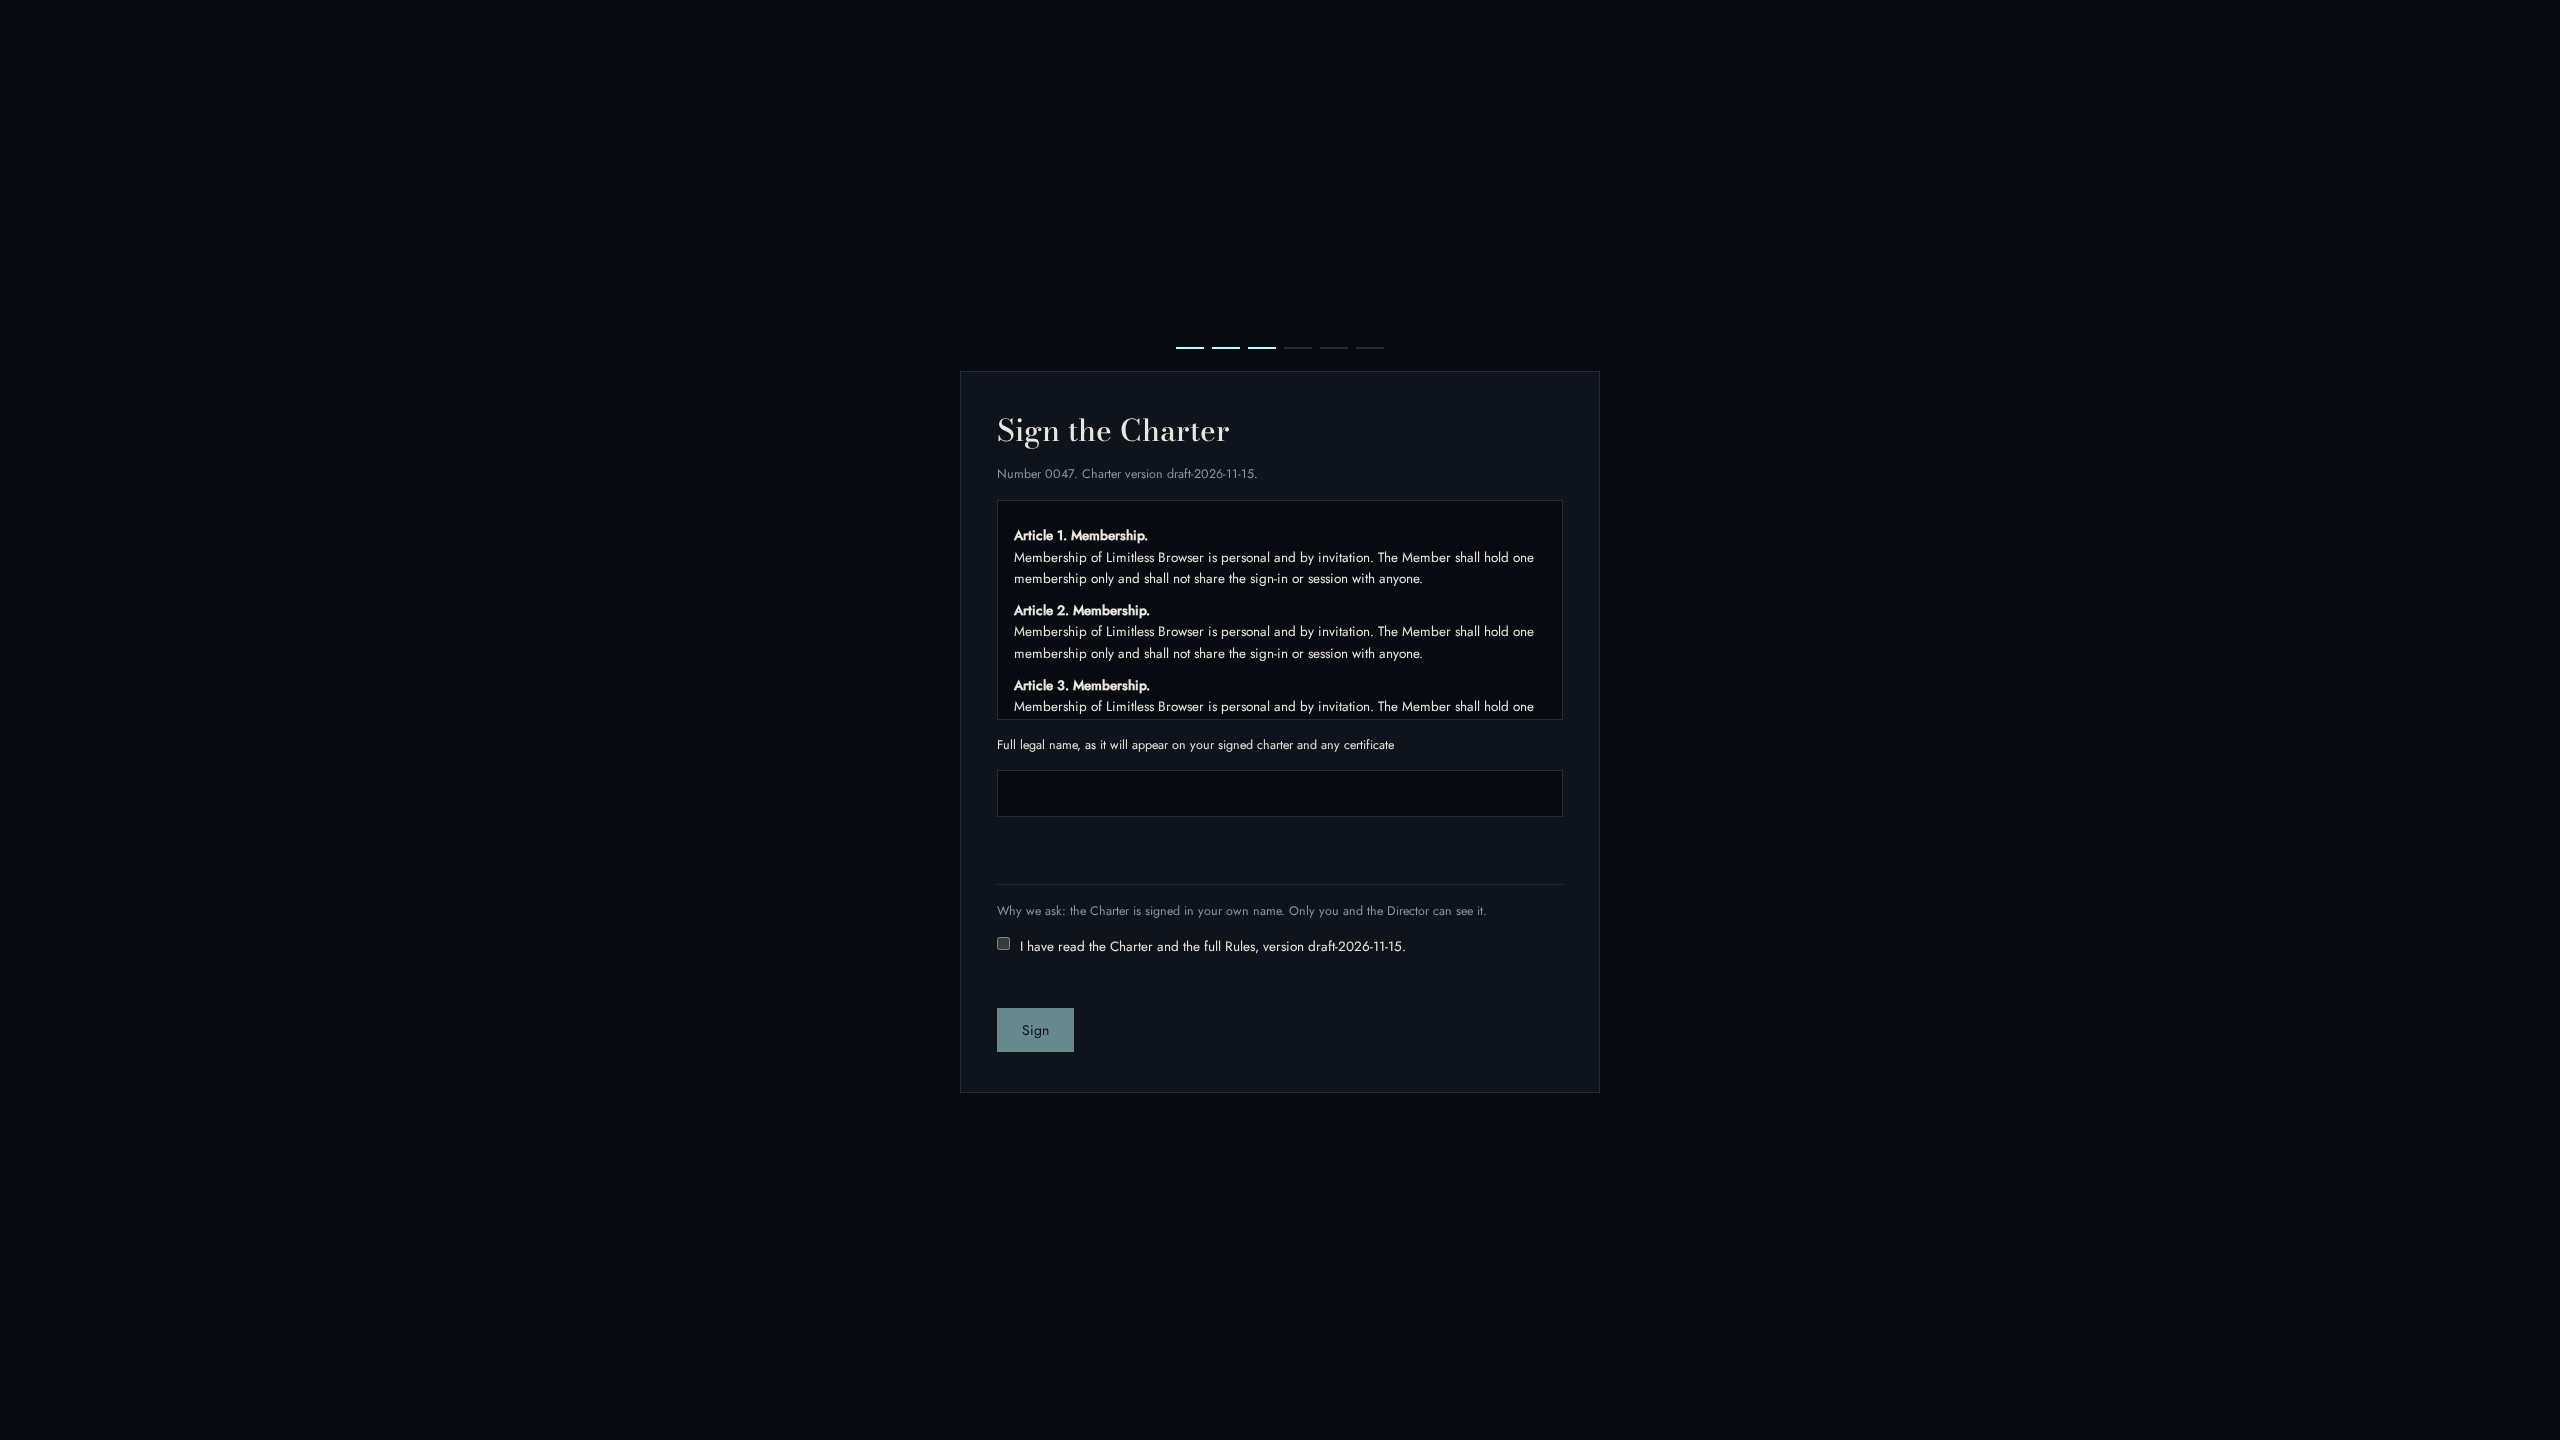 Sign the Charter
Number 0047. Charter version draft-2026-11-15.
Article 1. Membership.
Membership of Limitless Browser is personal and by invitation. The Member shall hold one
membership only and shall not share the sign-in or session with anyone.
Article 2. Membership.
Membership of Limitless Browser is personal and by invitation. The Member shall hold one
membership only and shall not share the sign-in or session with anyone.
Article 3. Membership.
Membership of Limitless Browser is personal and by invitation. The Member shall hold one
Full legal name, as it will appear on your signed charter and any certificate
Why we ask: the Charter is signed in your own name. Only you and the Director can see it.
I have read the Charter and the full Rules, version draft-2026-11-15.
Sign